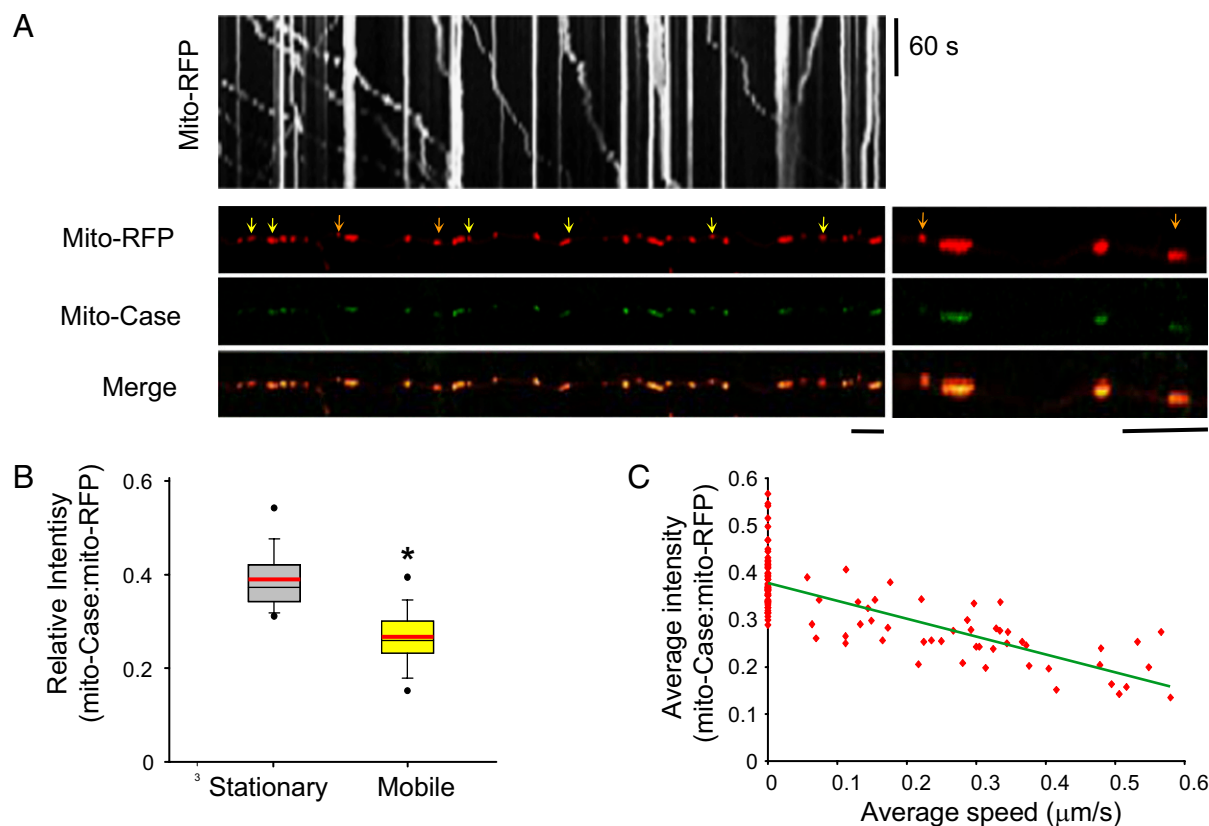 A
Mito-RFP
60 s
Mito-RFP
Mito-Case
Merge
B
Relative Intentisy
(mito-Case:mito-RFP)
0.6
0.4
0.2
0
*
3
Stationary
Mobile
C
Average intensity
(mito-Case:mito-RFP)
0.6
0.5
0.4
0.3
0.2
0.1
0
0
0.1
0.2
0.3
0.4
0.5
0.6
Average speed (μm/s)